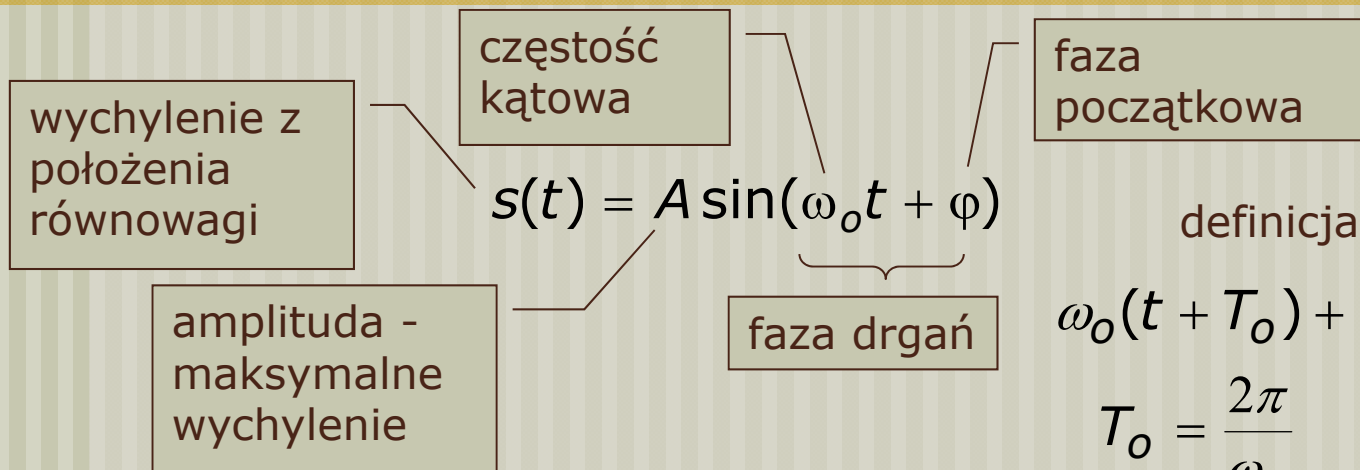 częstość
kątowa
faza
początkowa
wychylenie z
położenia
równowagi
s(t) = A sin(ω₀t + φ)
definicja
amplituda -
maksymalne
wychylenie
faza drgań
ω₀(t + T₀) +
T₀ = 2π / ω